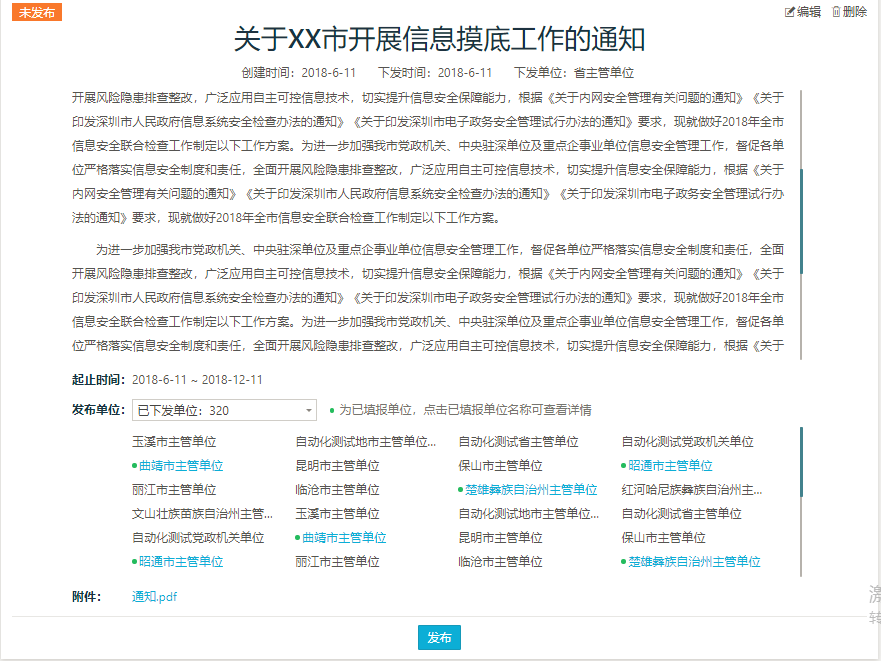 未发布
编辑 删除
关于XX市开展信息摸底工作的通知
创建时间：2018-6-11 下发时间：2018-6-11 下发单位：省主管单位
开展风险隐患排查整改，广泛应用自主可控信息技术，切实提升信息安全保障能力，根据《关于内网安全管理有关问题的通知》《关于
印发深圳市人民政府信息系统安全检查办法的通知》《关于印发深圳市电子政务安全管理试行办法的通知》要求，现就做好2018年全市
信息安全联合检查工作制定以下工作方案。为进一步加强我市党政机关、中央驻深单位及重点企事业单位信息安全管理工作，督促各单
位严格落实信息安全制度和责任，全面开展风险隐患排查整改，广泛应用自主可控信息技术，切实提升信息安全保障能力，根据《关于
内网安全管理有关问题的通知》《关于印发深圳市人民政府信息系统安全检查办法的通知》《关于印发深圳市电子政务安全管理试行办
法的通知》要求，现就做好2018年全市信息安全联合检查工作制定以下工作方案。
为进一步加强我市党政机关、中央驻深单位及重点企事业单位信息安全管理工作，督促各单位严格落实信息安全制度和责任，全面
开展风险隐患排查整改，广泛应用自主可控信息技术，切实提升信息安全保障能力，根据《关于内网安全管理有关问题的通知》《关于
印发深圳市人民政府信息系统安全检查办法的通知》《关于印发深圳市电子政务安全管理试行办法的通知》要求，现就做好2018年全市
信息安全联合检查工作制定以下工作方案。为进一步加强我市党政机关、中央驻深单位及重点企事业单位信息安全管理工作，督促各单
位严格落实信息安全制度和责任，全面开展风险隐患排查整改，广泛应用自主可控信息技术，切实提升信息安全保障能力，根据《关于
起止时间：2018-6-11 ~ 2018-12-11
发布单位：已下发单位：320 为已填报单位，点击已填报单位名称可查看详情
玉溪市主管单位 自动化测试地市主管单位... 自动化测试省主管单位 自动化测试党政机关单位
曲靖市主管单位 昆明市主管单位 保山市主管单位 昭通市主管单位
丽江市主管单位 临沧市主管单位 楚雄彝族自治州主管单位 红河哈尼族彝族自治州主...
文山壮族苗族自治州主管... 玉溪市主管单位 自动化测试地市主管单位... 自动化测试省主管单位
自动化测试党政机关单位 曲靖市主管单位 昆明市主管单位 保山市主管单位
昭通市主管单位 丽江市主管单位 临沧市主管单位 楚雄彝族自治州主管单位
附件：通知.pdf
发布